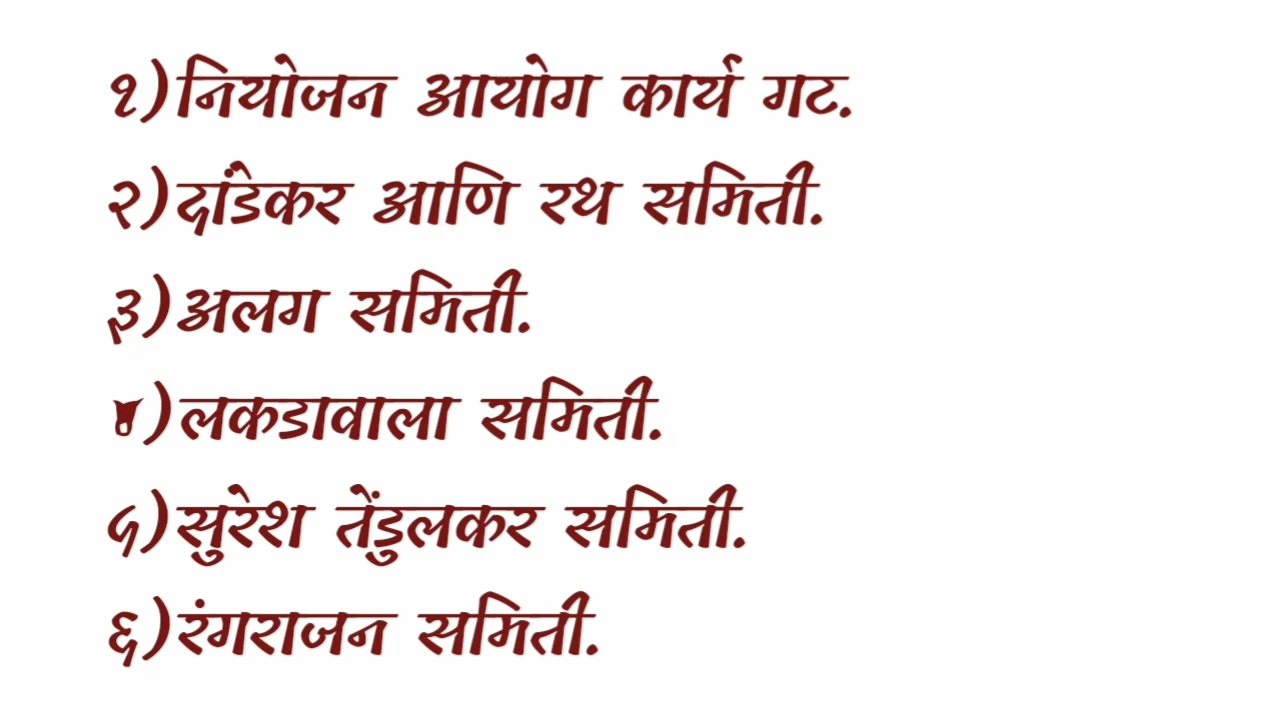 १)नियोजन आयोग कार्य गट.
२)दांडेकर आणि रथ समिती.
३)अलग समिती.
४)लकडावाला समिती.
५)सुरेश तेंडुलकर समिती.
६)रंगराजन समिती.